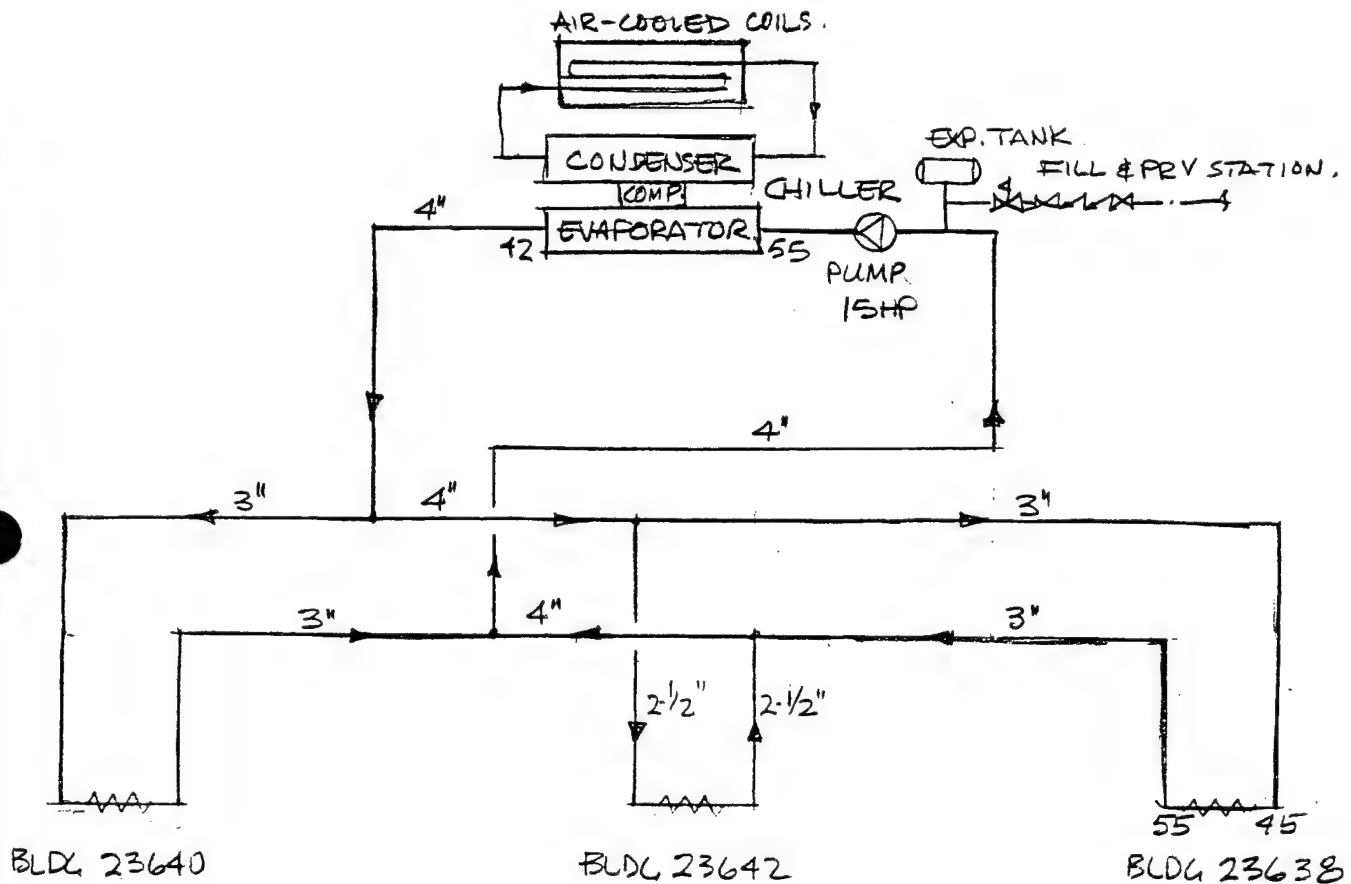 AIR-COOLED COILS.
CONDENSER
COMP.
CHILLER
EVAPORATOR.
42
55
4"
EXP. TANK
FILL & PRV STATION.
PUMP.
15HP
4"
3"
4"
3"
3"
4"
3"
2-1/2"
2-1/2"
55
45
BLDG 23640
BLDG 23642
BLDG 23638